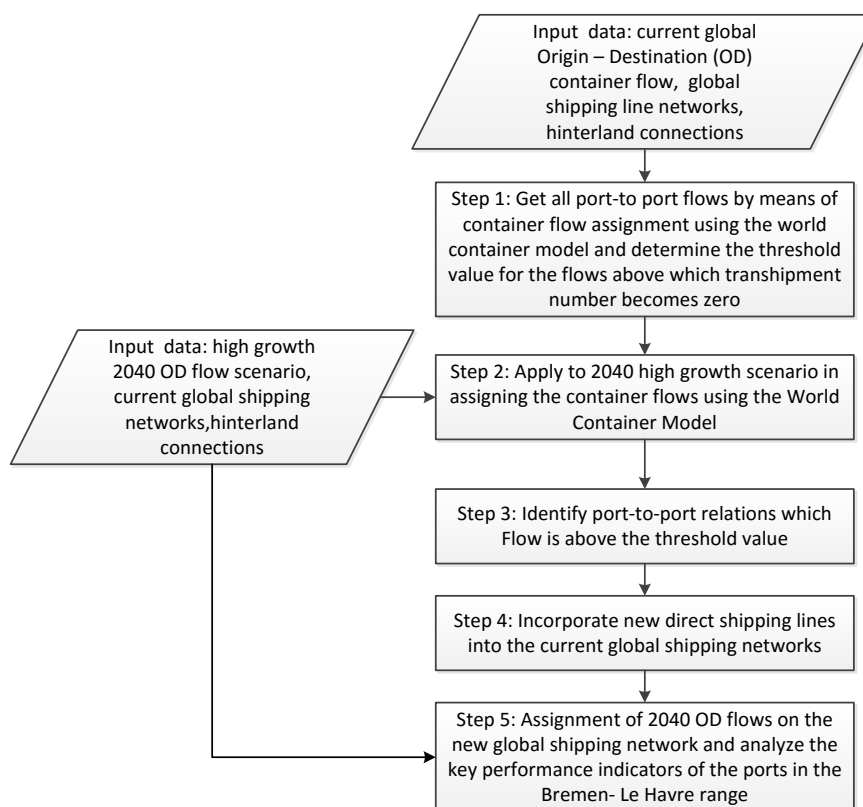 Input  data: current global
Origin – Destination (OD)
container flow,  global
shipping line networks,
hinterland connections
Step 1: Get all port-to port flows by means of
container flow assignment using the world
container model and determine the threshold
value for the flows above which transhipment
number becomes zero
Input  data: high growth
2040 OD flow scenario,
current global shipping
networks,hinterland
connections
Step 2: Apply to 2040 high growth scenario in
assigning the container flows using the World
Container Model
Step 3: Identify port-to-port relations which
Flow is above the threshold value
Step 4: Incorporate new direct shipping lines
into the current global shipping networks
Step 5: Assignment of 2040 OD flows on the
new global shipping network and analyze the
key performance indicators of the ports in the
Bremen- Le Havre range